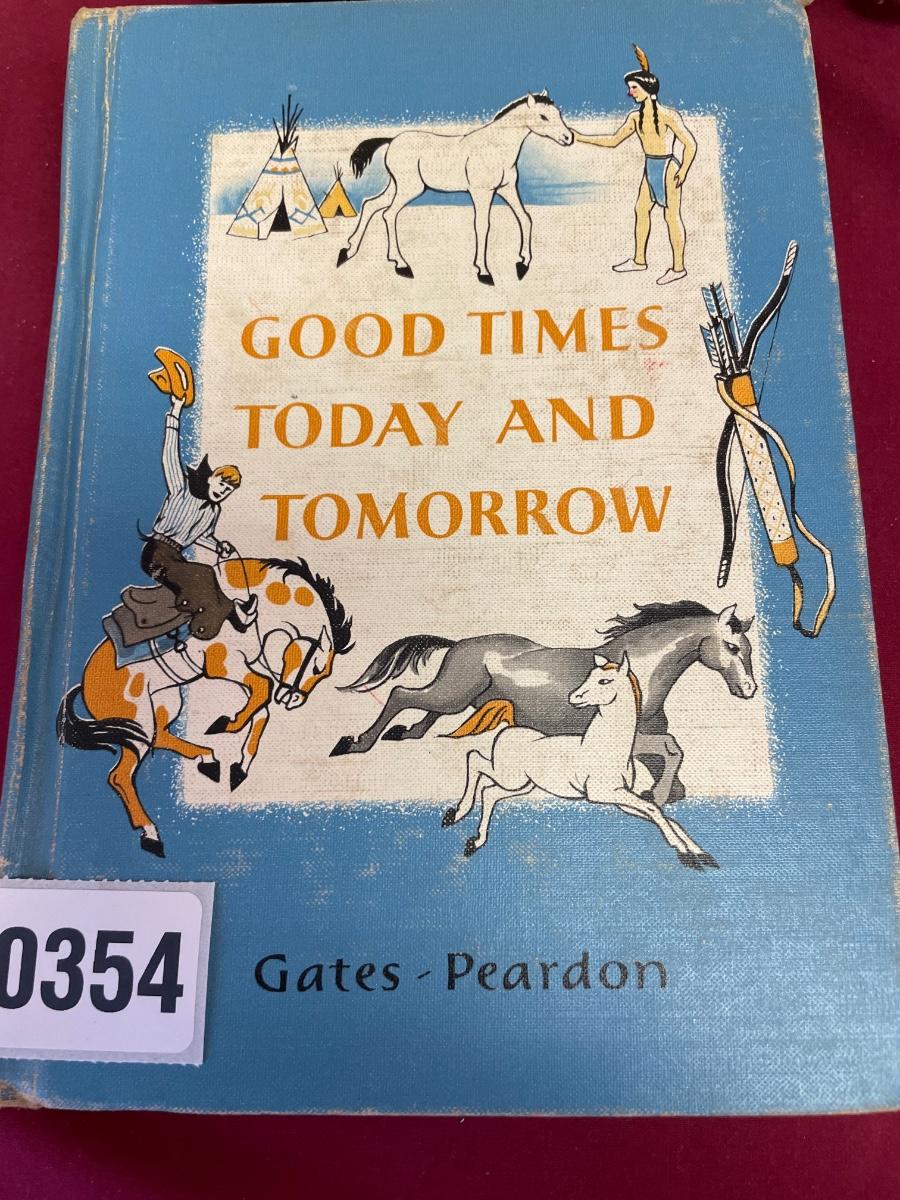 GOOD TIMES
TODAY AND
TOMORROW
Gates - Peardon
0354